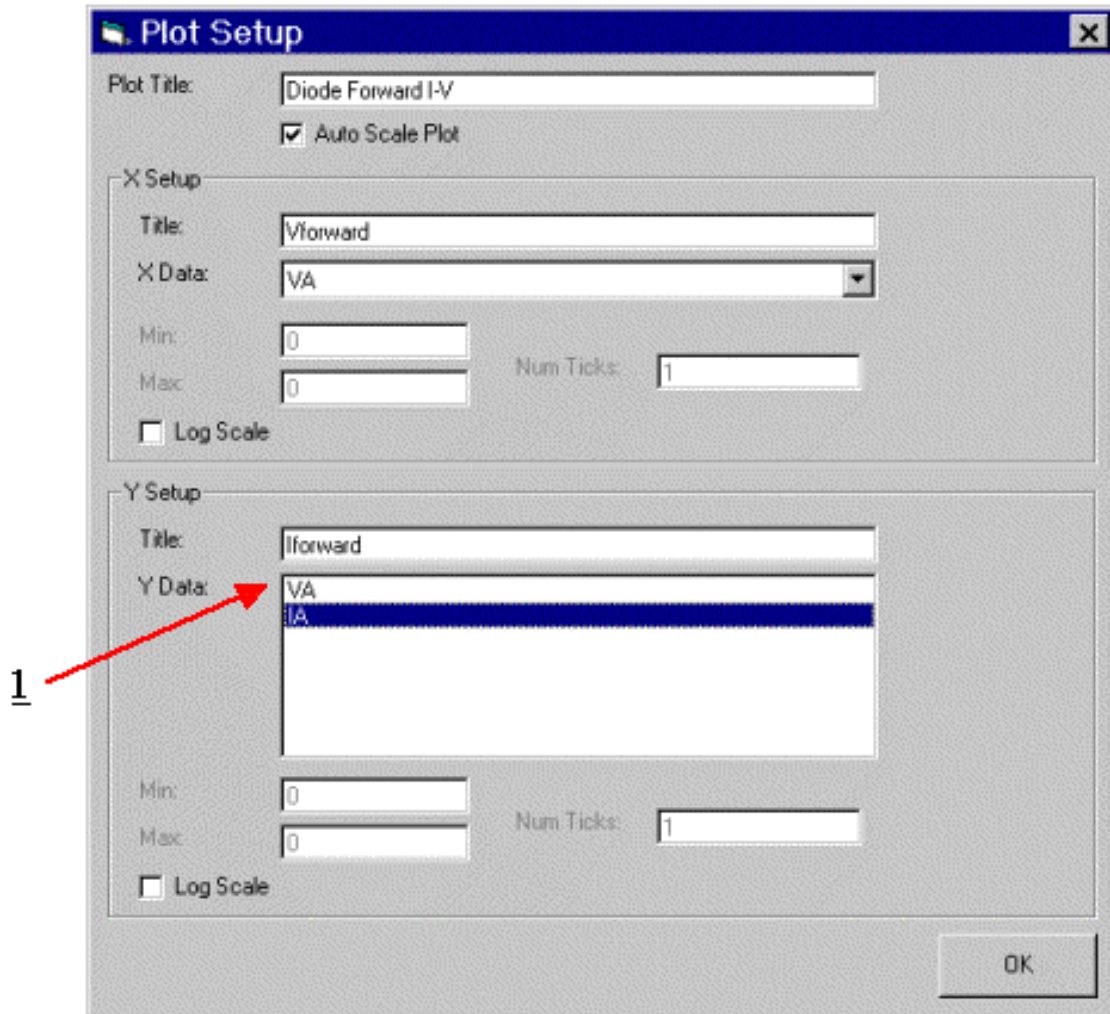 Plot Setup
Plot Title: Diode Forward I-V
Auto Scale Plot
X Setup
Title: Vforward
X Data: VA
Min: 0
Max: 0
Num Ticks: 1
Log Scale
Y Setup
Title: Iforward
Y Data: VA
IA
1
Min: 0
Max: 0
Num Ticks: 1
Log Scale
OK